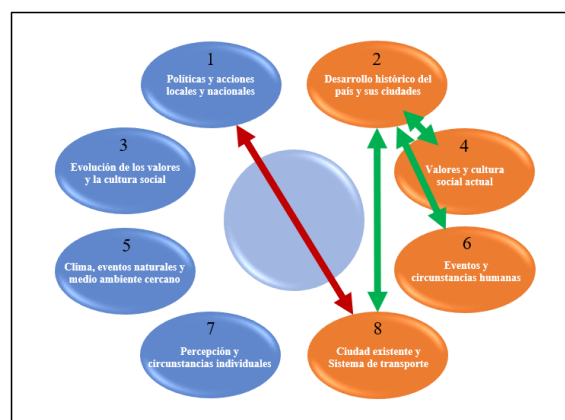 1
Políticas y acciones
locales y nacionales
2
Desarrollo histórico del
país y sus ciudades
3
Evolución de los valores
y la cultura social
4
Valores y cultura
social actual
5
Clima, eventos naturales y
medio ambiente cercano
6
Eventos y
circunstancias humanas
7
Percepción y
circunstancias individuales
8
Ciudad existente y
Sistema de transporte